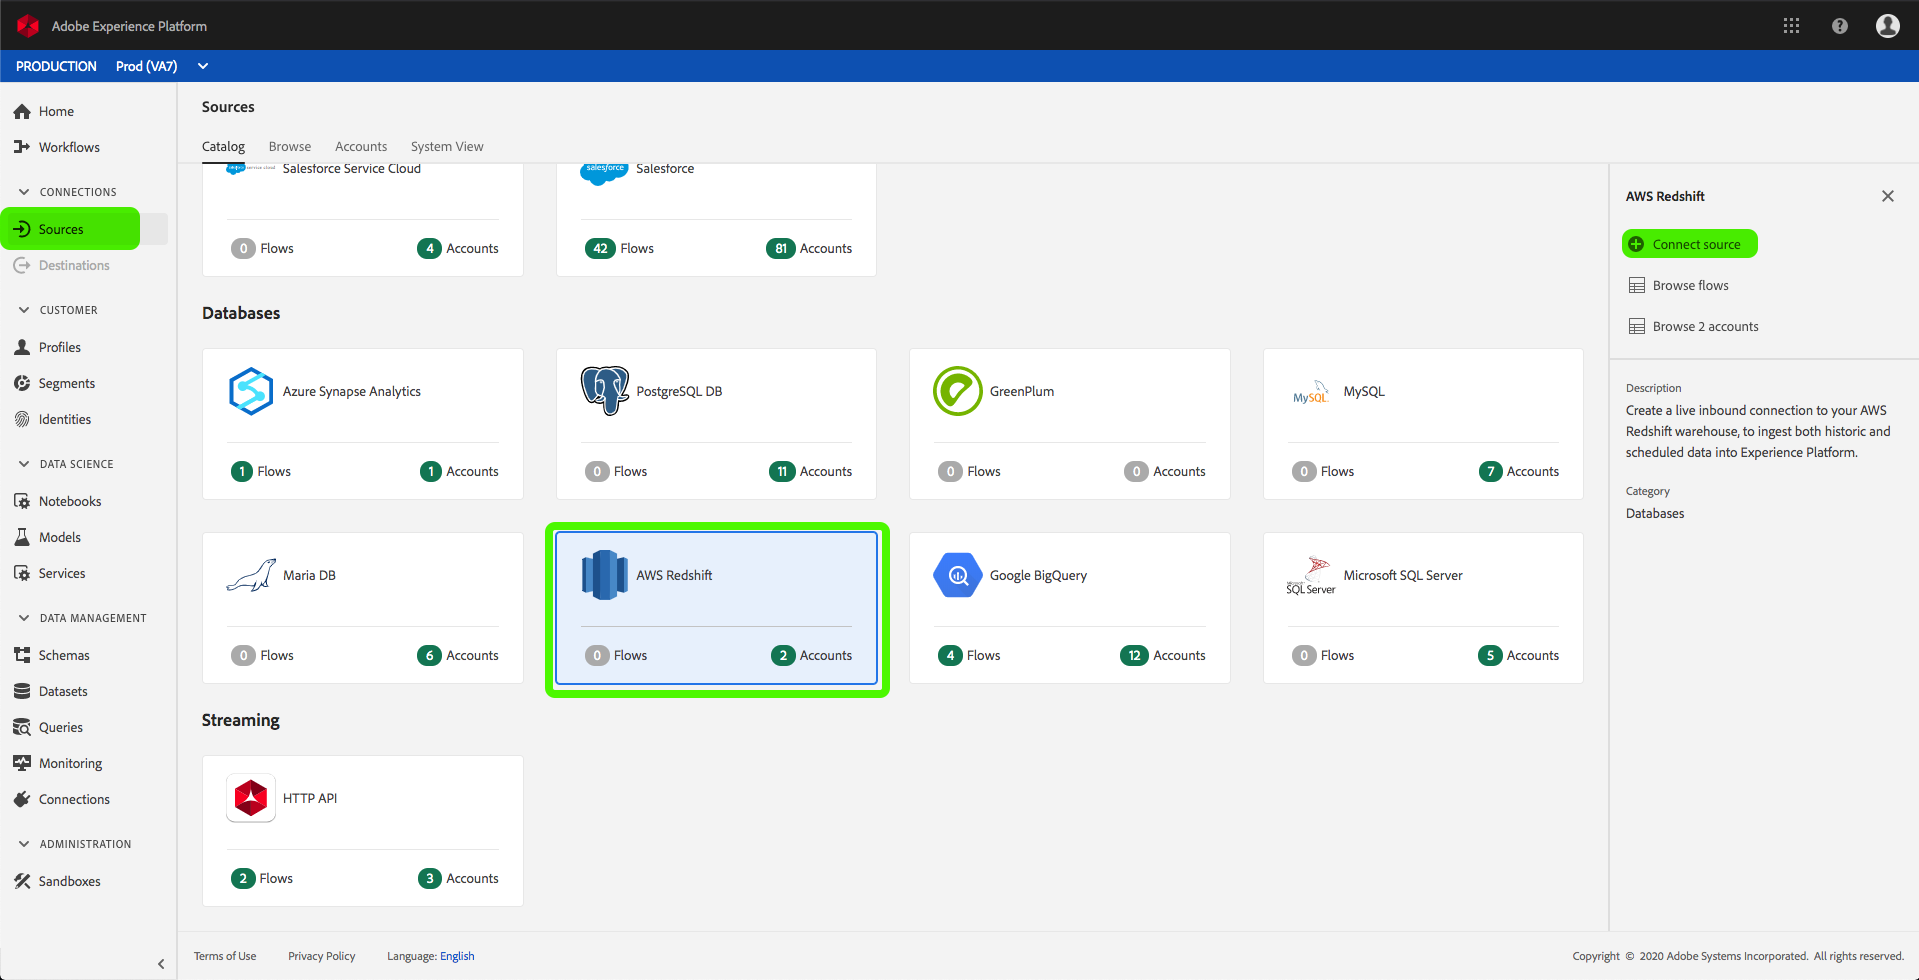 Adobe Experience Platform
PRODUCTION Prod (VA7)
Home
Workflows
CONNECTIONS
Sources
Destinations
CUSTOMER
Profiles
Segments
Identities
DATA SCIENCE
Notebooks
Models
Services
DATA MANAGEMENT
Schemas
Datasets
Queries
Monitoring
Connections
ADMINISTRATION
Sandboxes
Sources
Catalog Browse Accounts System View
Salesforce Service Cloud
0 Flows 4 Accounts
salesforce Salesforce
42 Flows 81 Accounts
Databases
Azure Synapse Analytics
1 Flows 1 Accounts
PostgreSQL DB
0 Flows 11 Accounts
GreenPlum
0 Flows 0 Accounts
MySQL MySQL
0 Flows 7 Accounts
Maria DB
0 Flows 6 Accounts
AWS Redshift
0 Flows 2 Accounts
Google BigQuery
4 Flows 12 Accounts
Microsoft SQL Server Microsoft SQL Server
0 Flows 5 Accounts
Streaming
HTTP API
2 Flows 3 Accounts
AWS Redshift
Connect source
Browse flows
Browse 2 accounts
Description
Create a live inbound connection to your AWS
Redshift warehouse, to ingest both historic and
scheduled data into Experience Platform.
Category
Databases
Terms of Use Privacy Policy Language: English
Copyright © 2020 Adobe Systems Incorporated. All rights reserved.